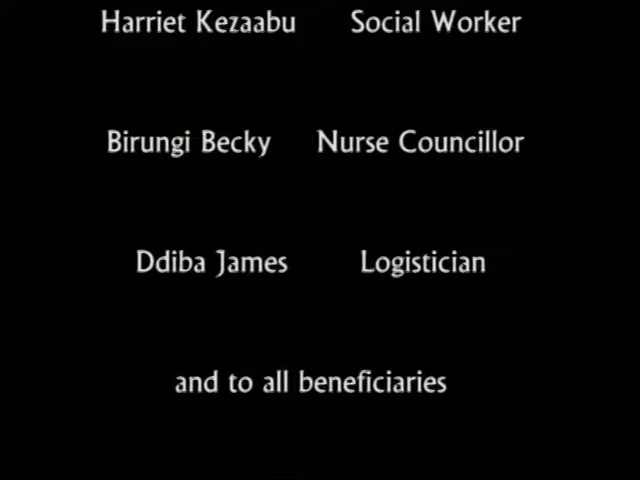 Harriet Kezaabu Social Worker
Birungi Becky Nurse Councillor
Ddiba James Logistician
and to all beneficiaries